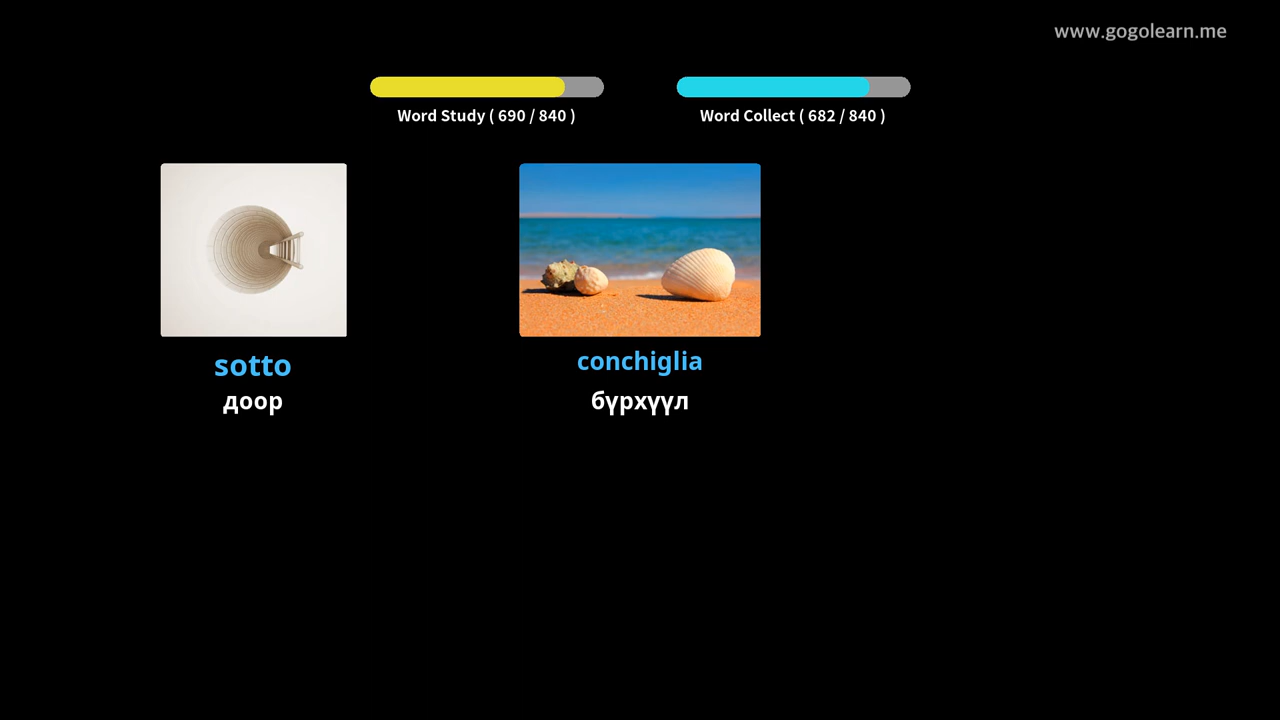 www.gogolearn.me
Word Study ( 690 / 840 )
Word Collect ( 682 / 840 )
sotto
доор
conchiglia
бүрхүүл